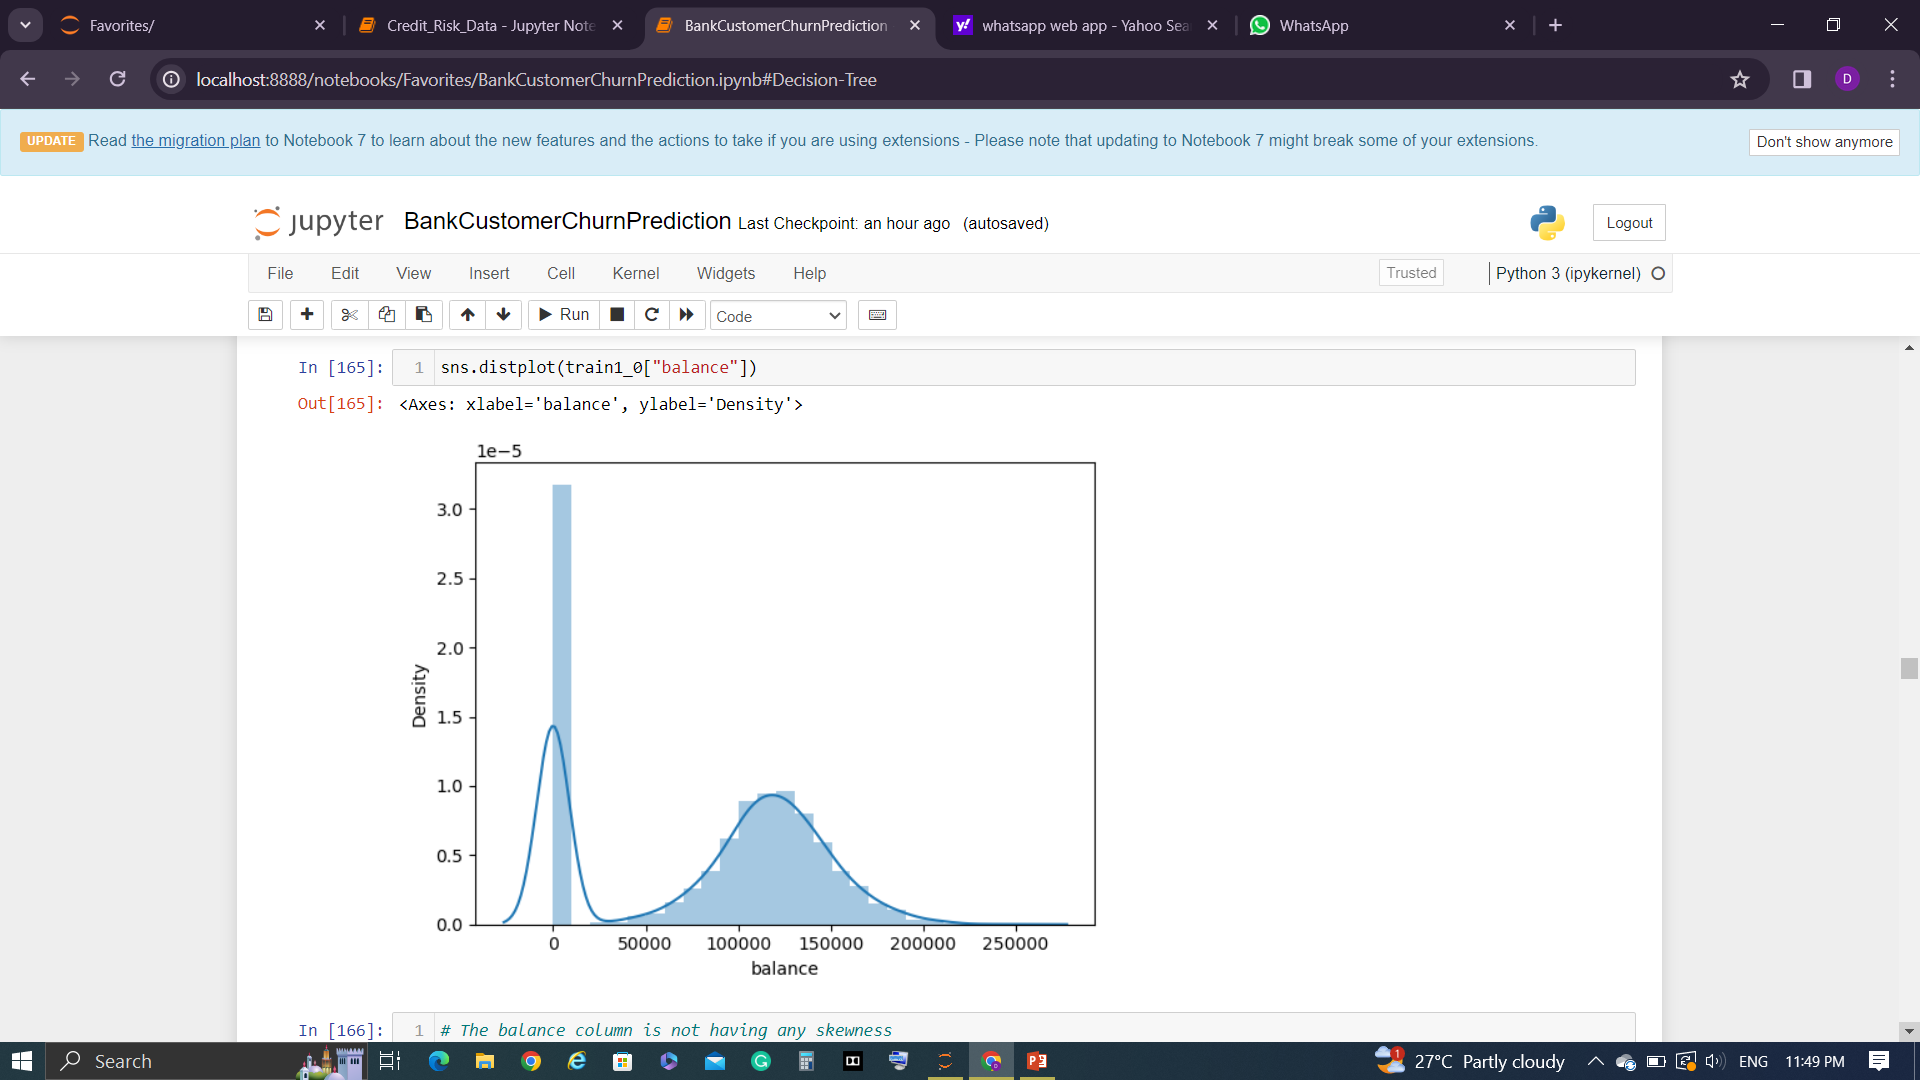 Favorites/
Credit_Risk_Data - Jupyter Note
BankCustomerChurnPrediction
whatsapp web app - Yahoo Sea
WhatsApp
localhost:8888/notebooks/Favorites/BankCustomerChurnPrediction.ipynb#Decision-Tree
D
UPDATE Read the migration plan to Notebook 7 to learn about the new features and the actions to take if you are using extensions - Please note that updating to Notebook 7 might break some of your extensions.
Don't show anymore
jupyter BankCustomerChurnPrediction Last Checkpoint: an hour ago (autosaved)
Logout
File Edit View Insert Cell Kernel Widgets Help
Trusted
Python 3 (ipykernel)
Run
Code
In [165]: 1 sns.distplot(train1_0["balance"])
Out[165]: <Axes: xlabel='balance', ylabel='Density'>
1e−5
3.0
2.5
2.0
1.5
1.0
0.5
0.0
Density
0 50000 100000 150000 200000 250000
balance
In [166]: 1 # The balance column is not having any skewness
Search
1
27°C Partly cloudy
ENG
11:49 PM